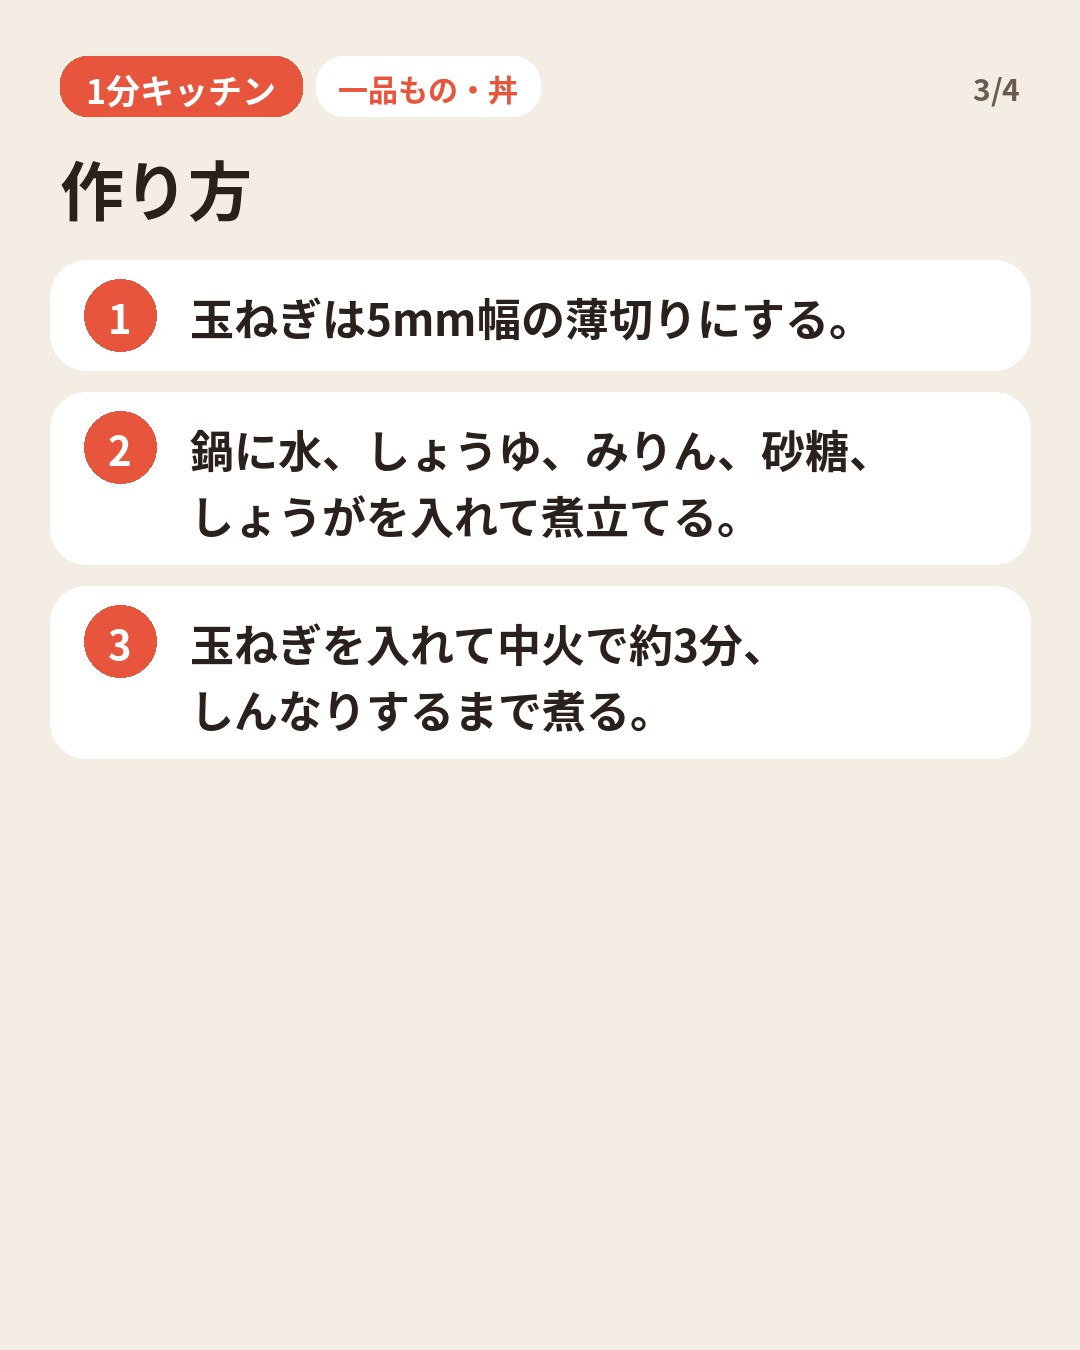 1分キッチン
一品もの・丼
3/4
作り方
1
玉ねぎは5mm幅の薄切りにする。
2
鍋に水、しょうゆ、みりん、砂糖、
しょうがを入れて煮立てる。
3
玉ねぎを入れて中火で約3分、
しんなりするまで煮る。